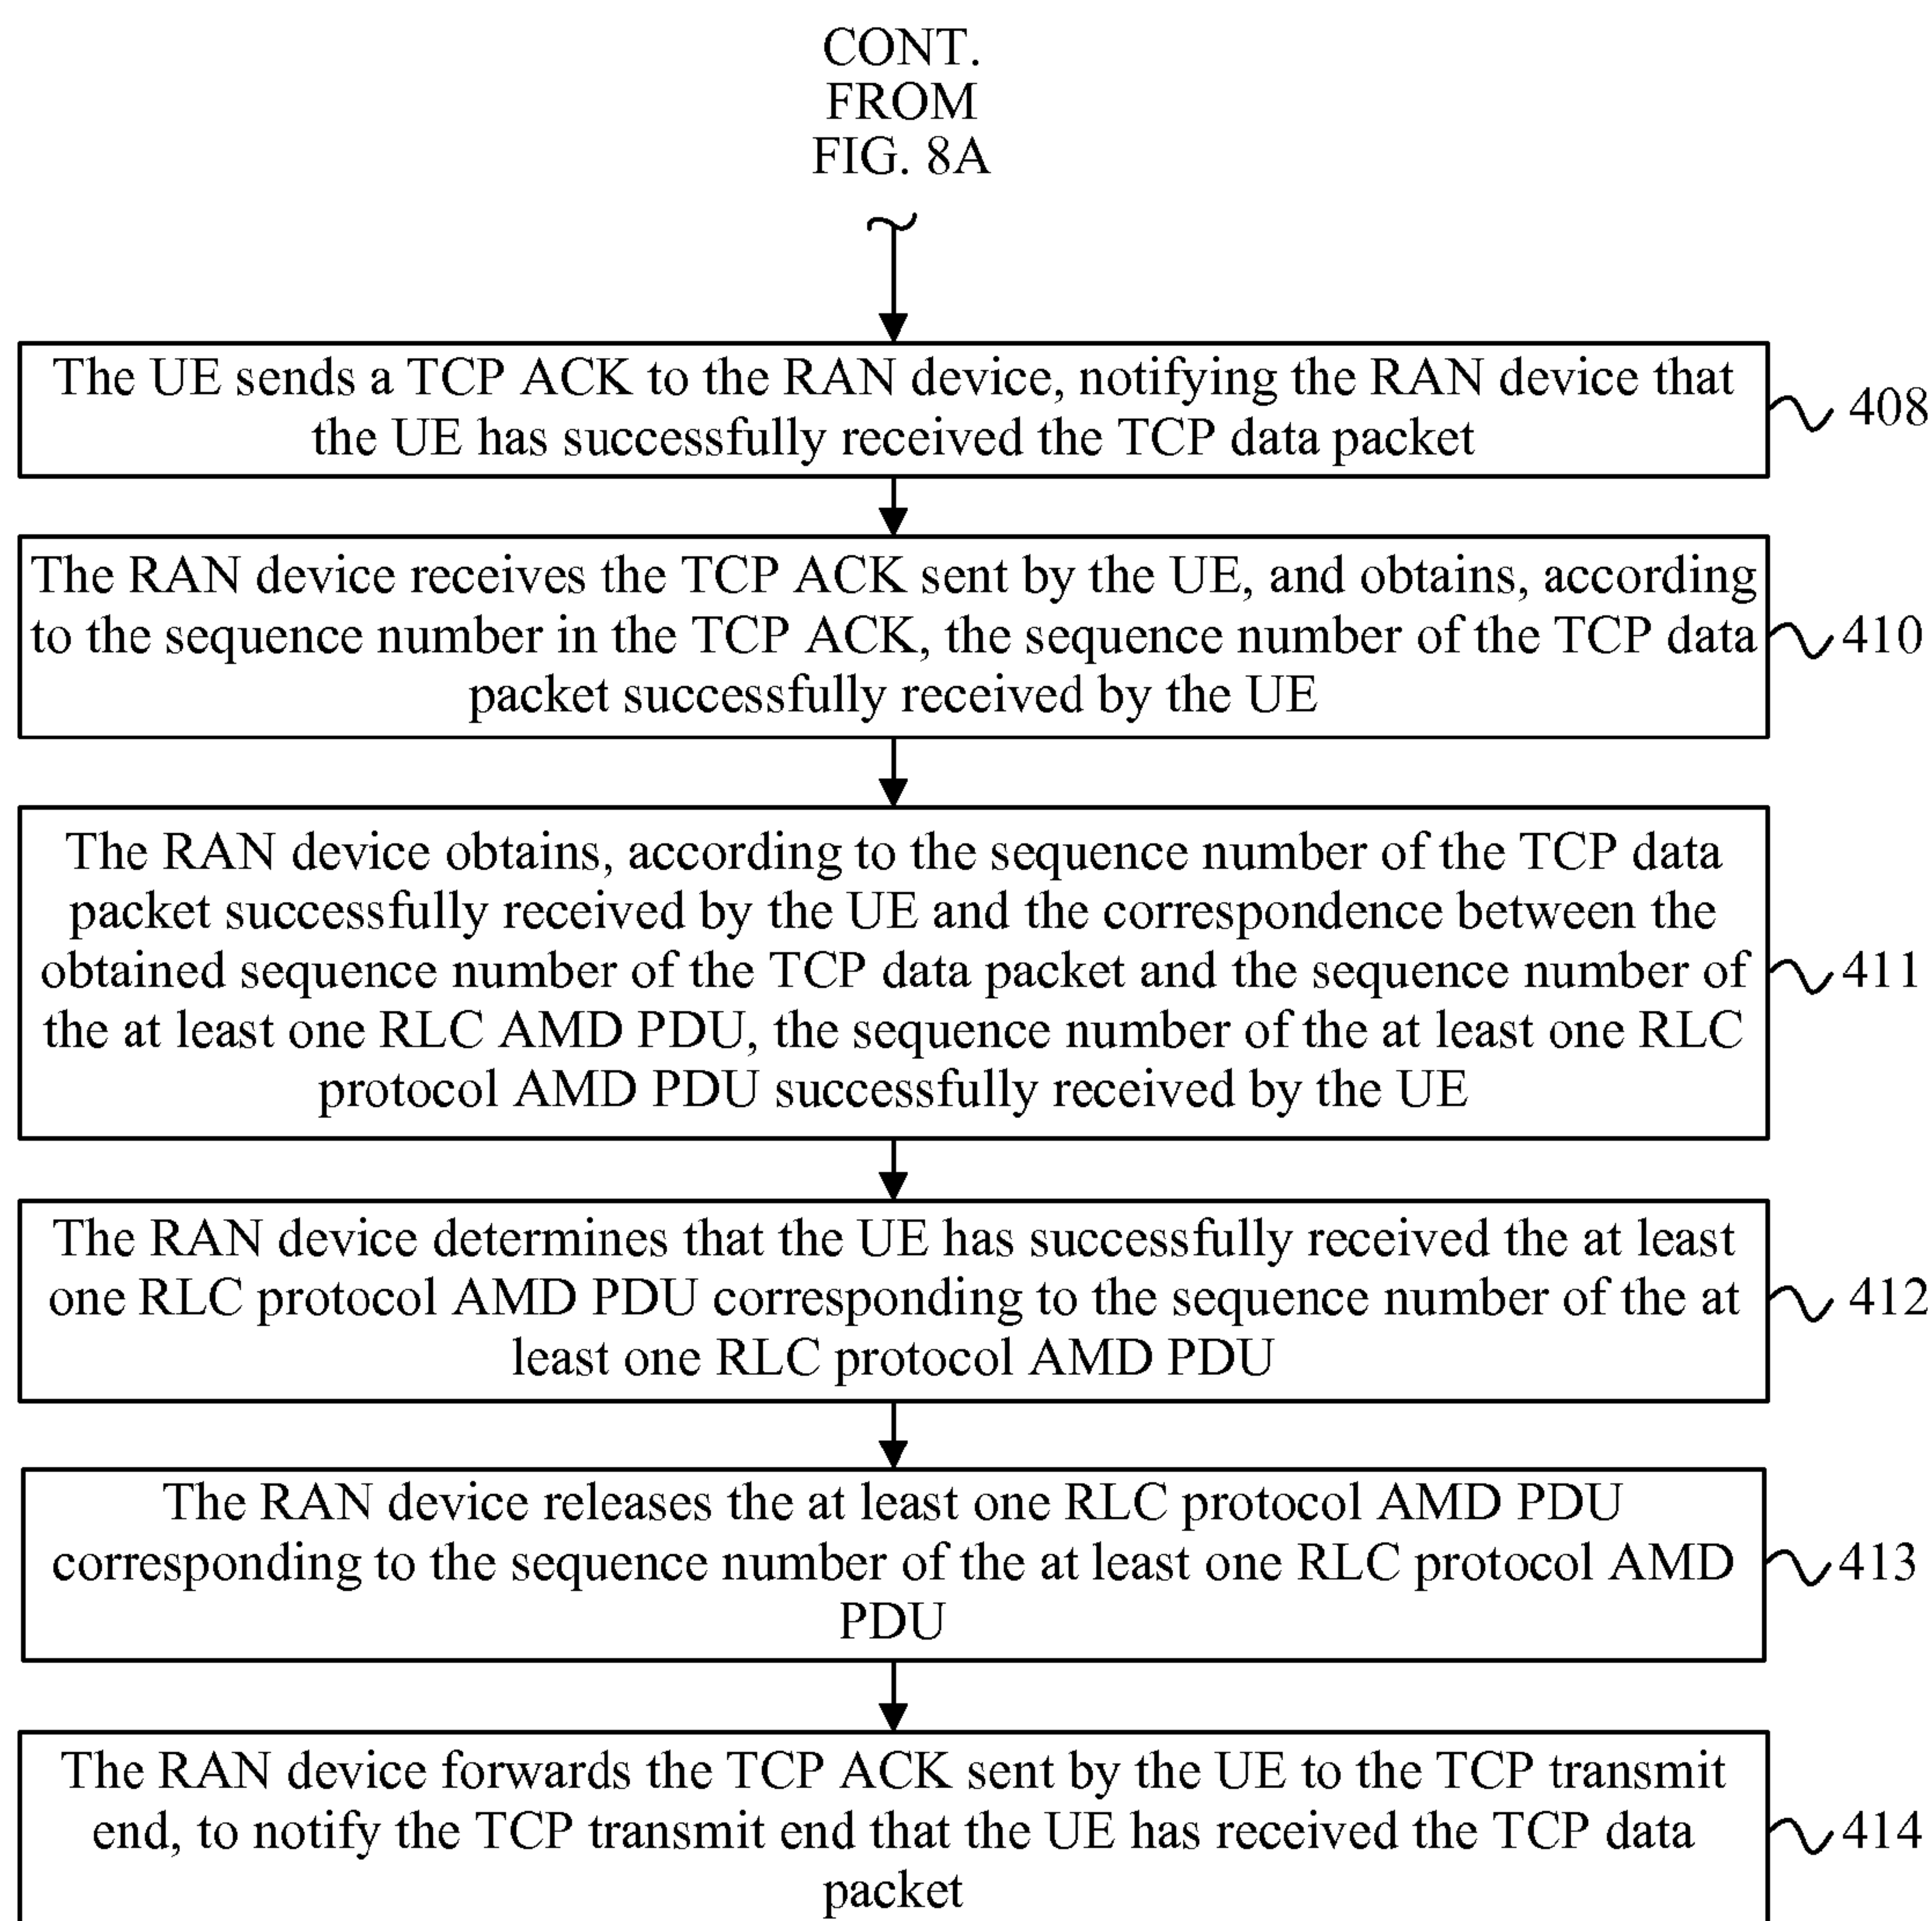 CONT.
FROM
FIG. 8A
The UE sends a TCP ACK to the RAN device, notifying the RAN device that
the UE has successfully received the TCP data packet
408
The RAN device receives the TCP ACK sent by the UE, and obtains, according
to the sequence number in the TCP ACK, the sequence number of the TCP data
packet successfully received by the UE
410
The RAN device obtains, according to the sequence number of the TCP data
packet successfully received by the UE and the correspondence between the
obtained sequence number of the TCP data packet and the sequence number of
the at least one RLC AMD PDU, the sequence number of the at least one RLC
protocol AMD PDU successfully received by the UE
411
The RAN device determines that the UE has successfully received the at least
one RLC protocol AMD PDU corresponding to the sequence number of the at
least one RLC protocol AMD PDU
412
The RAN device releases the at least one RLC protocol AMD PDU
corresponding to the sequence number of the at least one RLC protocol AMD
PDU
413
The RAN device forwards the TCP ACK sent by the UE to the TCP transmit
end, to notify the TCP transmit end that the UE has received the TCP data
packet
414